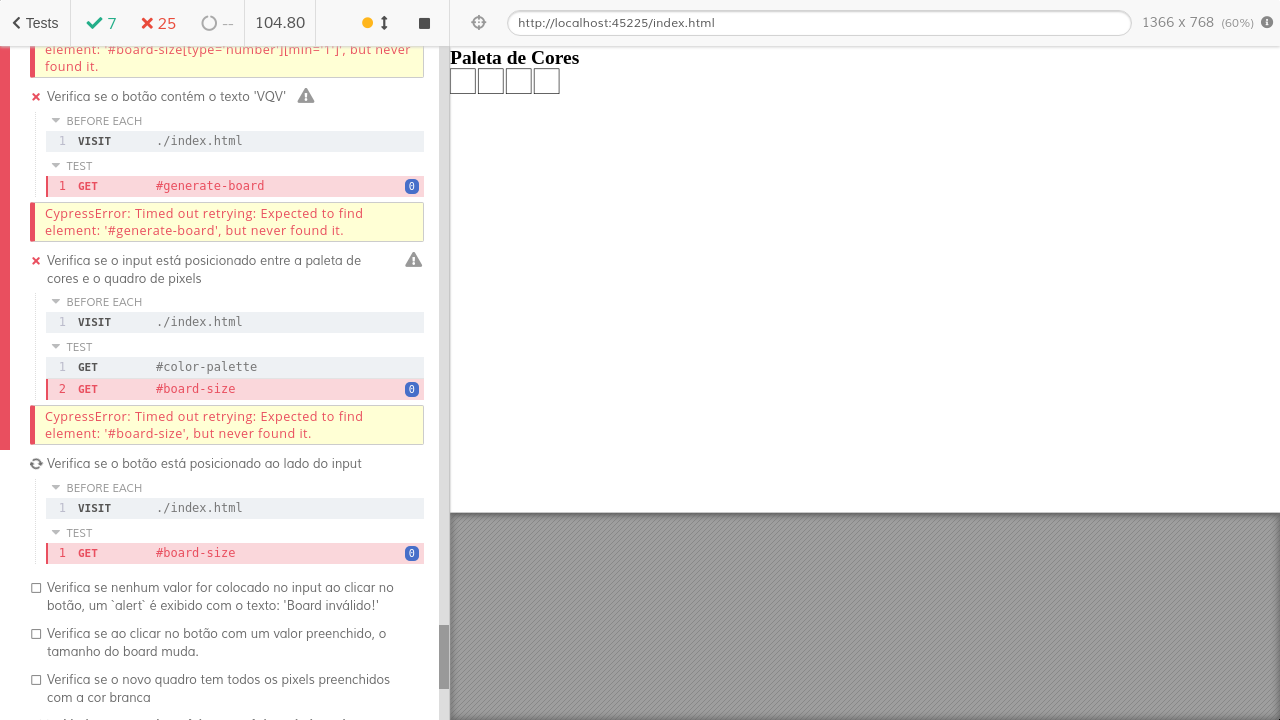 Tests 7 25 -- 104.80 http://localhost:45225/index.html 1366 x 768 (60%)
element: '#board-size[type='number'][min='1']', but never
found it.
Verifica se o botão contém o texto 'VQV'
BEFORE EACH
1 VISIT ./index.html
TEST
1 GET #generate-board 0
CypressError: Timed out retrying: Expected to find
element: '#generate-board', but never found it.
Verifica se o input está posicionado entre a paleta de
cores e o quadro de pixels
BEFORE EACH
1 VISIT ./index.html
TEST
1 GET #color-palette
2 GET #board-size 0
CypressError: Timed out retrying: Expected to find
element: '#board-size', but never found it.
Verifica se o botão está posicionado ao lado do input
BEFORE EACH
1 VISIT ./index.html
TEST
1 GET #board-size 0
Verifica se nenhum valor for colocado no input ao clicar no
botão, um `alert` é exibido com o texto: 'Board inválido!'
Verifica se ao clicar no botão com um valor preenchido, o
tamanho do board muda.
Verifica se o novo quadro tem todos os pixels preenchidos
com a cor branca
Paleta de Cores